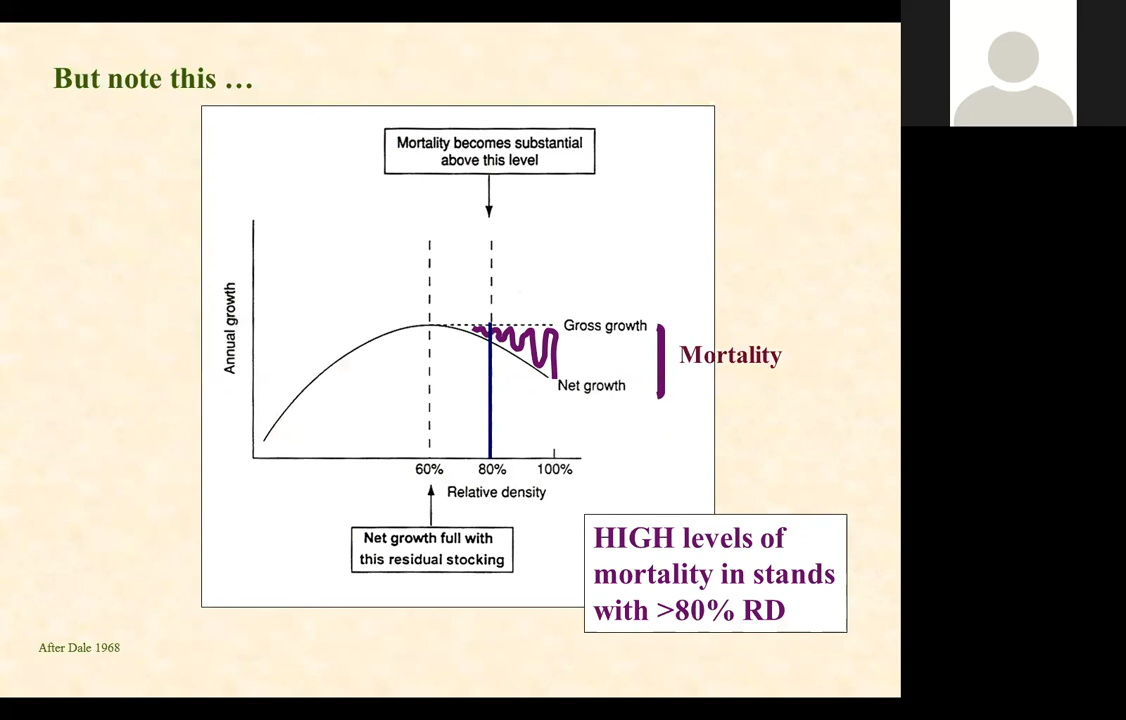 But note this …
Mortality becomes substantial
above this level
Annual growth
Gross growth
Mortality
Net growth
60%
80%
100%
Relative density
Net growth full with
this residual stocking
HIGH levels of
mortality in stands
with >80% RD
After Dale 1968